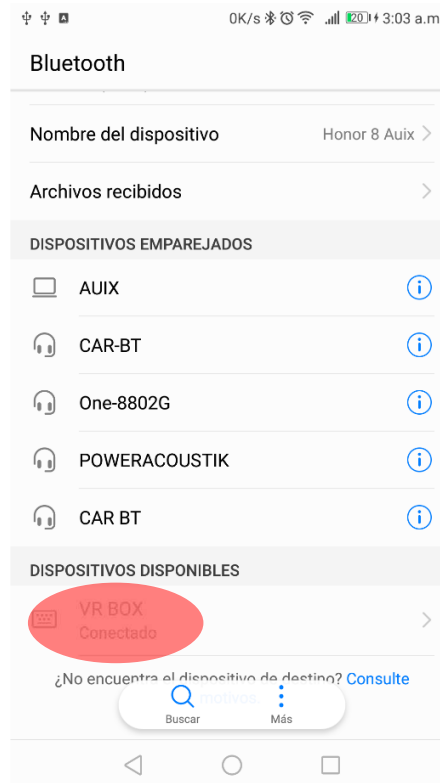 0K/s 20 3:03 a.m
Bluetooth
Nombre del dispositivo Honor 8 Auix
Archivos recibidos
DISPOSITIVOS EMPAREJADOS
AUIX
CAR-BT
One-8802G
POWERACOUSTIK
CAR BT
DISPOSITIVOS DISPONIBLES
VR BOX
Conectado
¿No encuentra el dispositivo de destino? Consulte
motivos.
Buscar Más